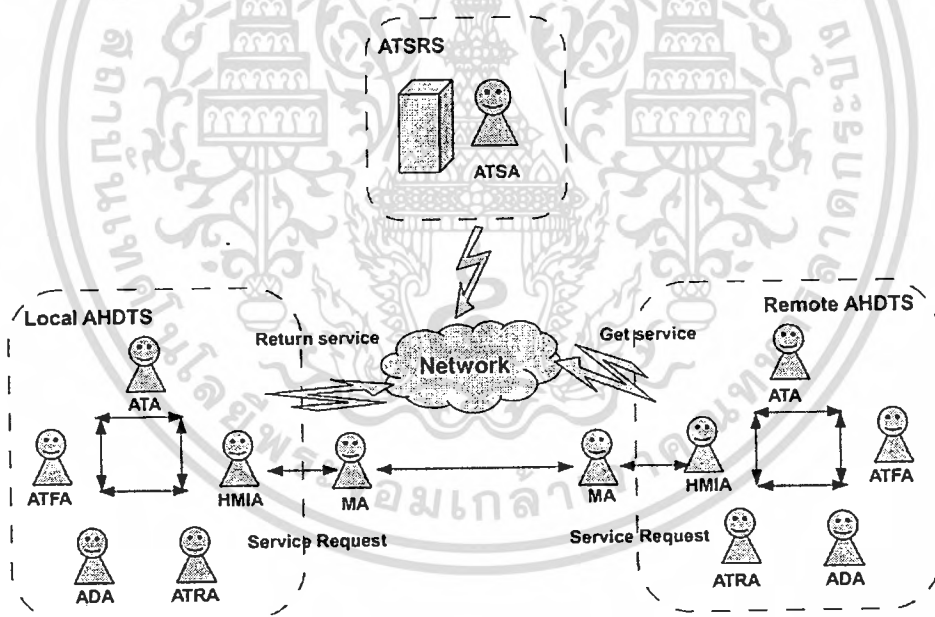 ATSRS
ATSA
Local AHDTS
Remote AHDTS
Return service
Get service
Network
ATA
ATA
ATFA
HMIA
MA
MA
HMIA
ATFA
Service Request
Service Request
ADA
ATRA
ATRA
ADA